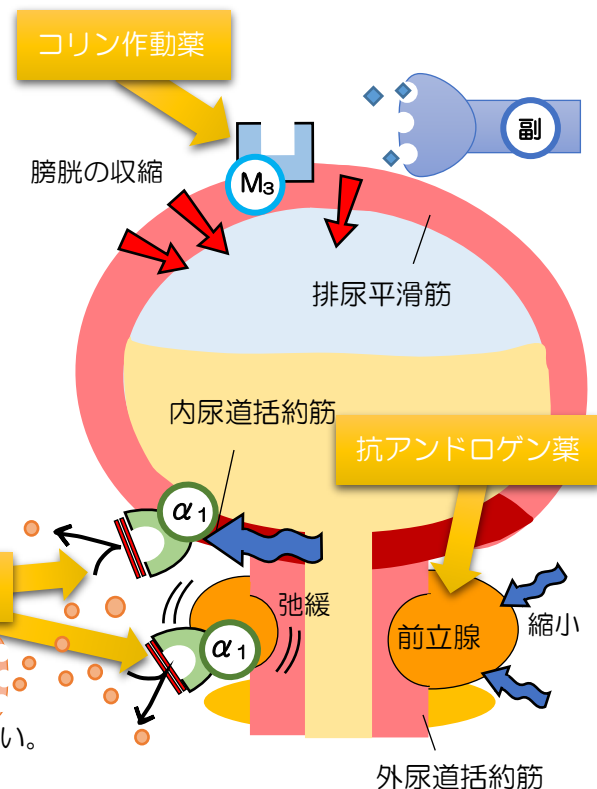 コリン作動薬
副
膀胱の収縮
M₃
排尿平滑筋
内尿道括約筋
抗アンドロゲン薬
α₁
弛緩
α₁
前立腺
縮小
い。
外尿道括約筋